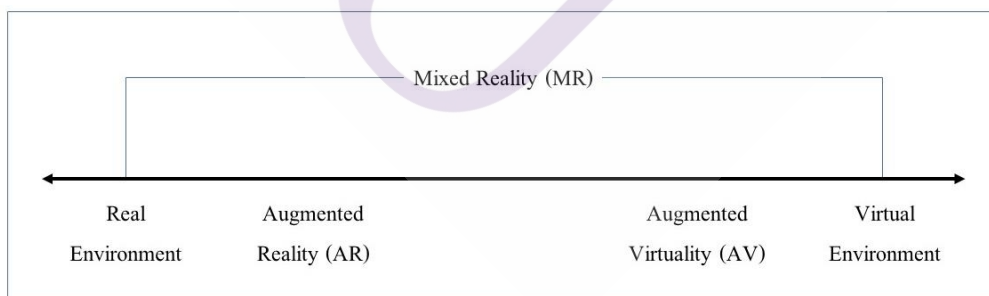 Mixed Reality (MR)
Real Environment
Augmented Reality (AR)
Augmented Virtuality (AV)
Virtual Environment